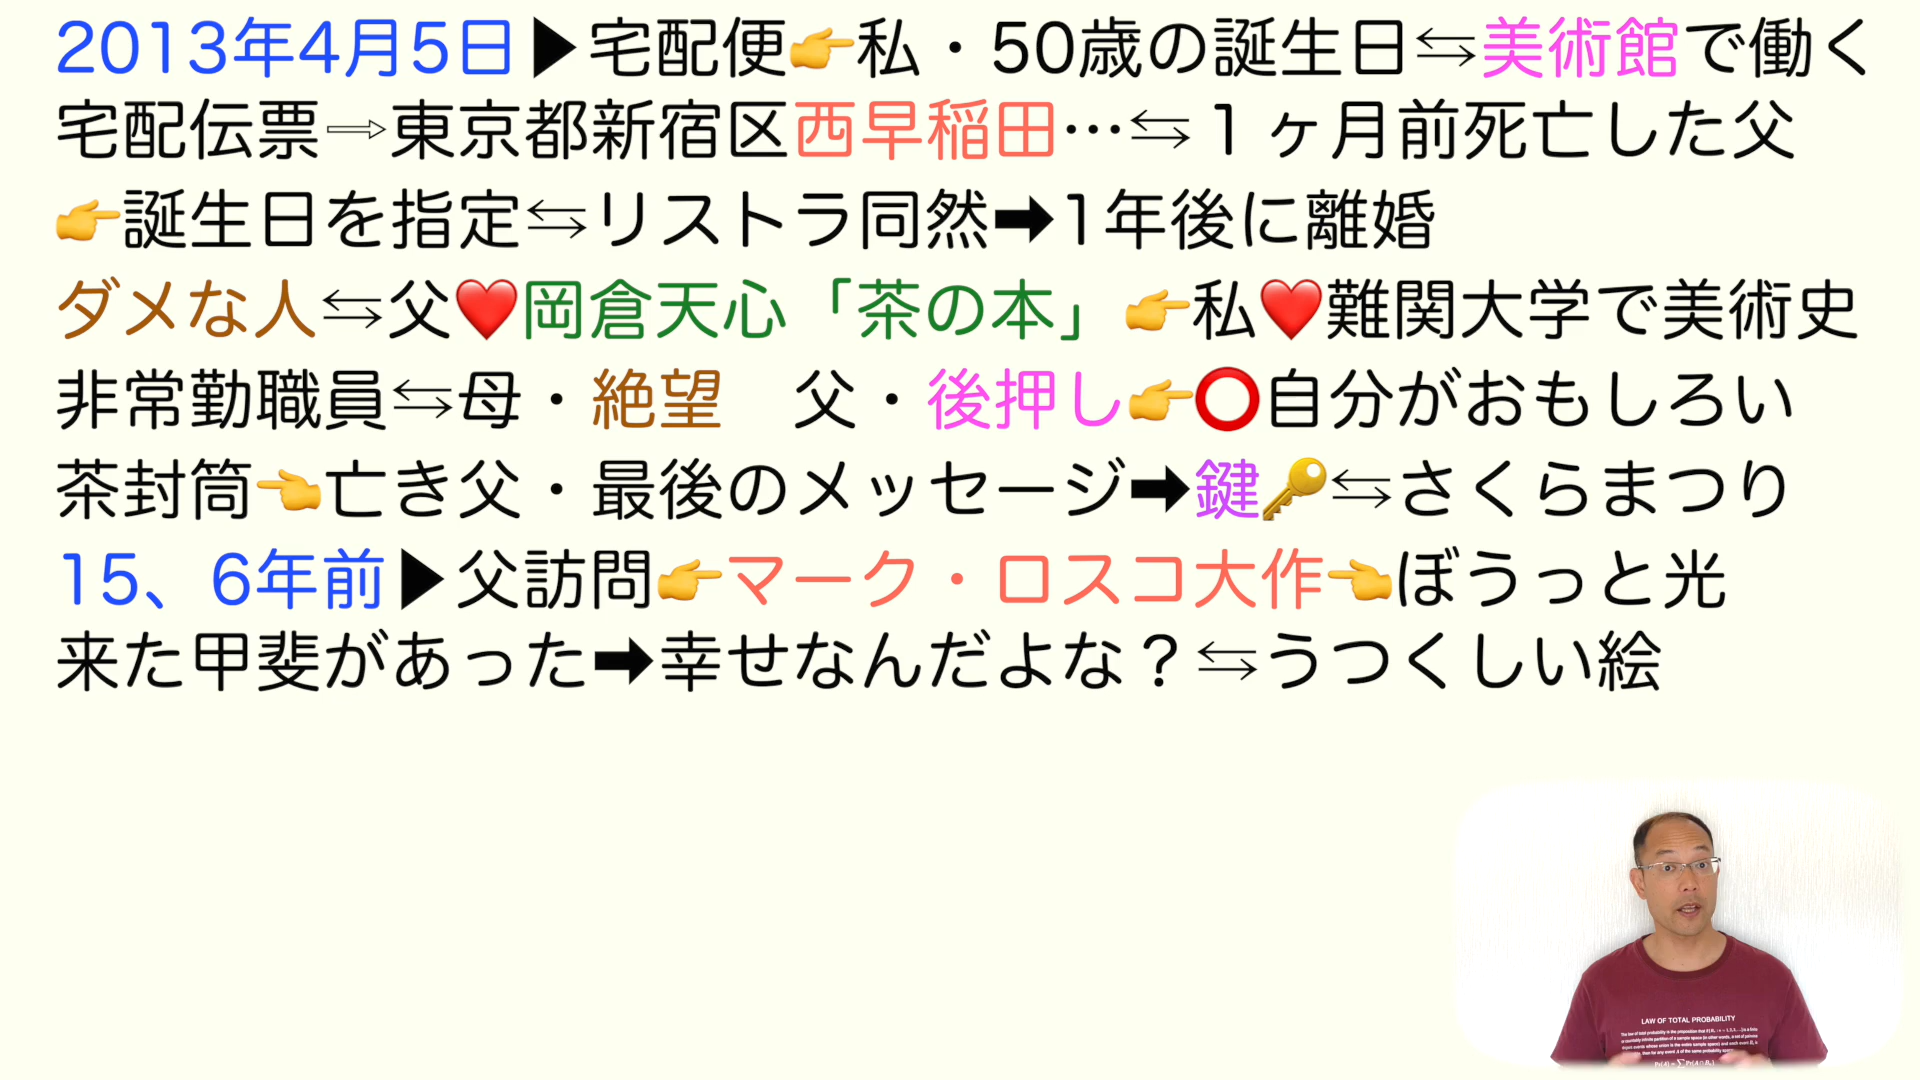 2013年4月5日▶宅配便👉私・50歳の誕生日⇆美術館で働く
宅配伝票⇨東京都新宿区西早稲田…⇆１ヶ月前死亡した父
👉誕生日を指定⇆リストラ同然➡1年後に離婚
ダメな人⇆父❤️岡倉天心「茶の本」👉私❤️難関大学で美術史
非常勤職員⇆母・絶望　父・後押し👉⭕自分がおもしろい
茶封筒👈亡き父・最後のメッセージ➡鍵🔑⇆さくらまつり
15、6年前▶父訪問👉マーク・ロスコ大作👈ぼうっと光
来た甲斐があった➡幸せなんだよな？⇆うつくしい絵
LAW OF TOTAL PROBABILITY